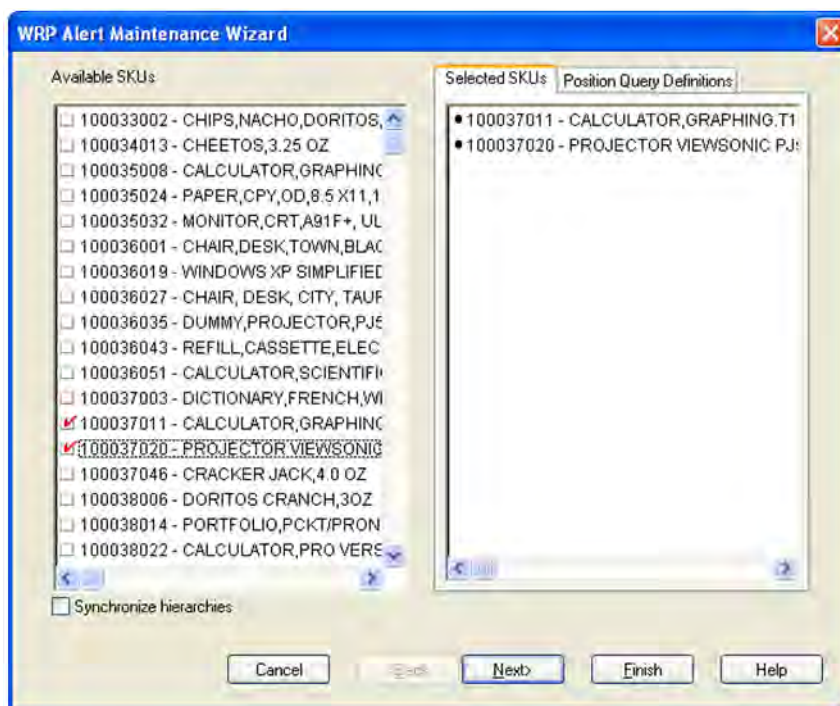 WRP Alert Maintenance Wizard
Available SKUs
100033002 - CHIPS,NACHO,DORITOS,
100034013 - CHEETOS,3.25 OZ
100035008 - CALCULATOR,GRAPHING
100035024 - PAPER,CPY,OD,8.5 X11,1
100035032 - MONITOR,CRT,A91F+, UL
100036001 - CHAIR,DESK,TOWN,BLAC
100036019 - WINDOWS XP SIMPLIFIED
100036027 - CHAIR, DESK, CITY, TAUP
100036035 - DUMMY,PROJECTOR,PJ5
100036043 - REFILL,CASSETTE,ELEC
100036051 - CALCULATOR,SCIENTIFI
100037003 - DICTIONARY,FRENCH,WI
100037011 - CALCULATOR,GRAPHING
100037020 - PROJECTOR VIEWSONIC
100037046 - CRACKER JACK,4.0 OZ
100038006 - DORITOS CRANCH,3OZ
100038014 - PORTFOLIO,PCKT/PRON
100038022 - CALCULATOR,PRO VERS
Synchronize hierarchies
Selected SKUs Position Query Definitions
100037011 - CALCULATOR,GRAPHING.T1
100037020 - PROJECTOR VIEWSONIC PJ5
Cancel Back Next> Finish Help